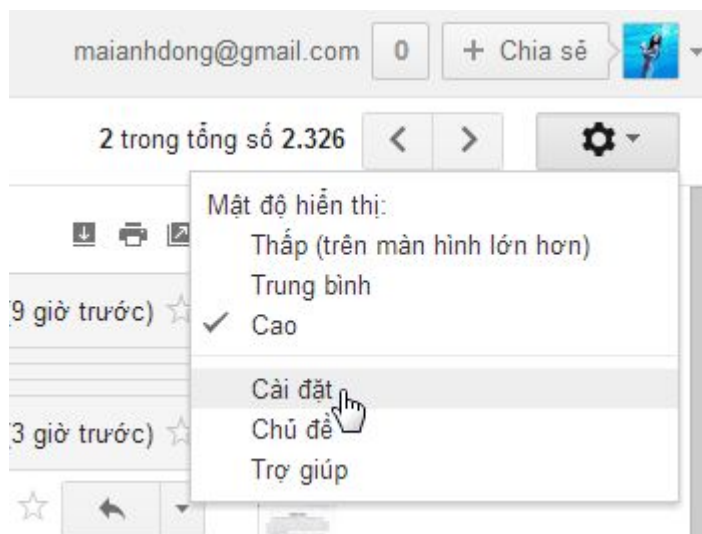 maianhdong@gmail.com 0 + Chia sẻ
2 trong tổng số 2.326
Mật độ hiển thị:
Thấp (trên màn hình lớn hơn)
Trung bình
(9 giờ trước)
Cao
Cài đặt
(3 giờ trước)
Chủ đề
Trợ giúp